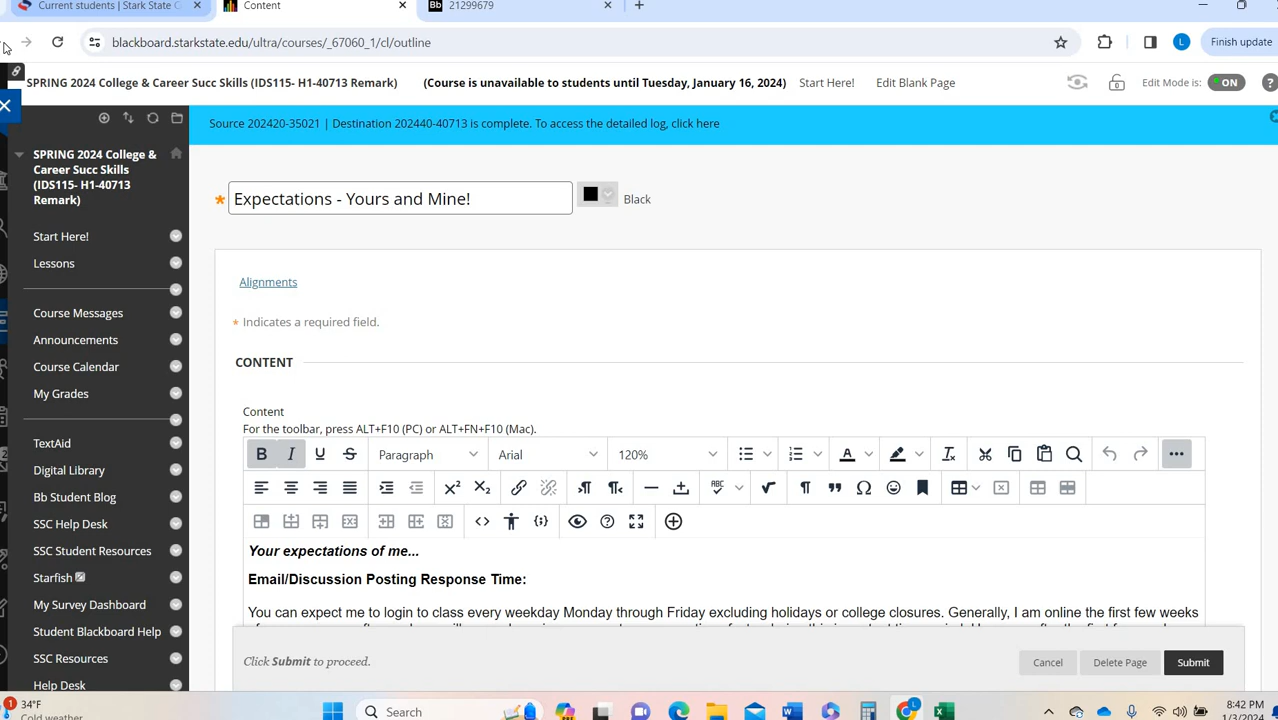 Current students | Stark State C
Content
Bb 21299679
blackboard.starkstate.edu/ultra/courses/_67060_1/cl/outline
Finish update
L
SPRING 2024 College & Career Succ Skills (IDS115- H1-40713 Remark)
(Course is unavailable to students until Tuesday, January 16, 2024)
Start Here!
Edit Blank Page
Edit Mode is:
ON
?
Source 202420-35021 | Destination 202440-40713 is complete. To access the detailed log, click here
SPRING 2024 College &
Career Succ Skills
(IDS115- H1-40713
Remark)
Start Here!
Lessons
Course Messages
Announcements
Course Calendar
My Grades
TextAid
Digital Library
Bb Student Blog
SSC Help Desk
SSC Student Resources
Starfish
My Survey Dashboard
Student Blackboard Help
SSC Resources
Help Desk
* Expectations - Yours and Mine!
Black
Alignments
* Indicates a required field.
CONTENT
Content
For the toolbar, press ALT+F10 (PC) or ALT+FN+F10 (Mac).
B I U S Paragraph Arial 120%
Your expectations of me...
Email/Discussion Posting Response Time:
You can expect me to login to class every weekday Monday through Friday excluding holidays or college closures. Generally, I am online the first few weeks
Click Submit to proceed.
Cancel
Delete Page
Submit
1
34°F
Cold weather
Search
8:42 PM
1/3/2024